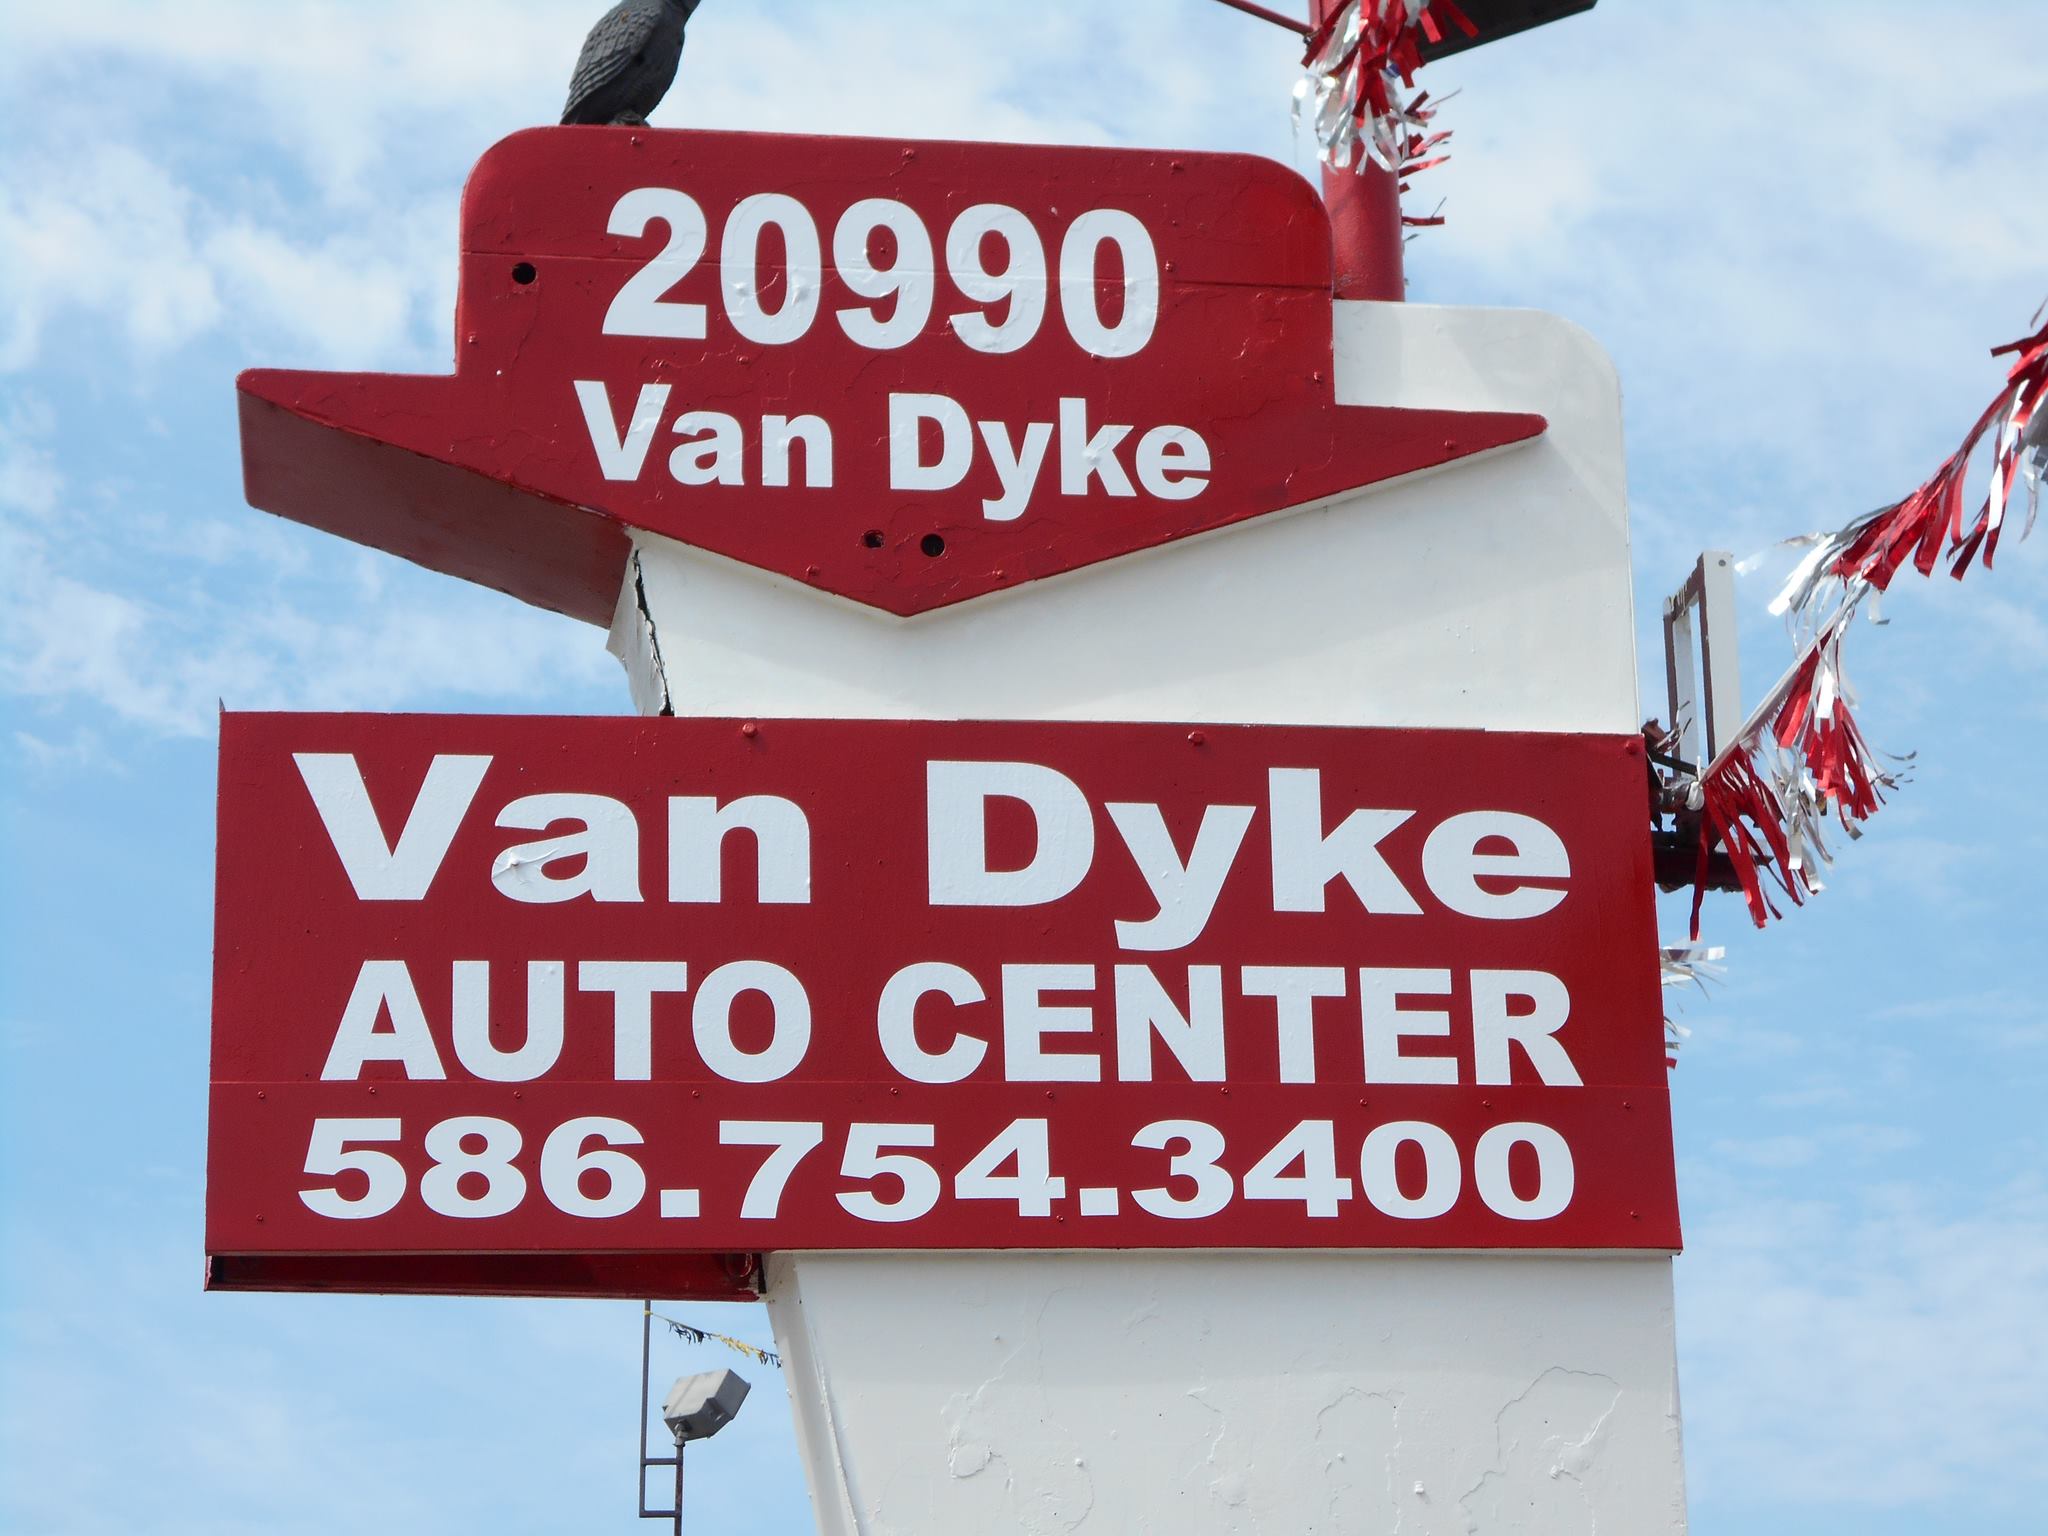 20990
Van Dyke
Van Dyke
AUTO CENTER
586.754.3400